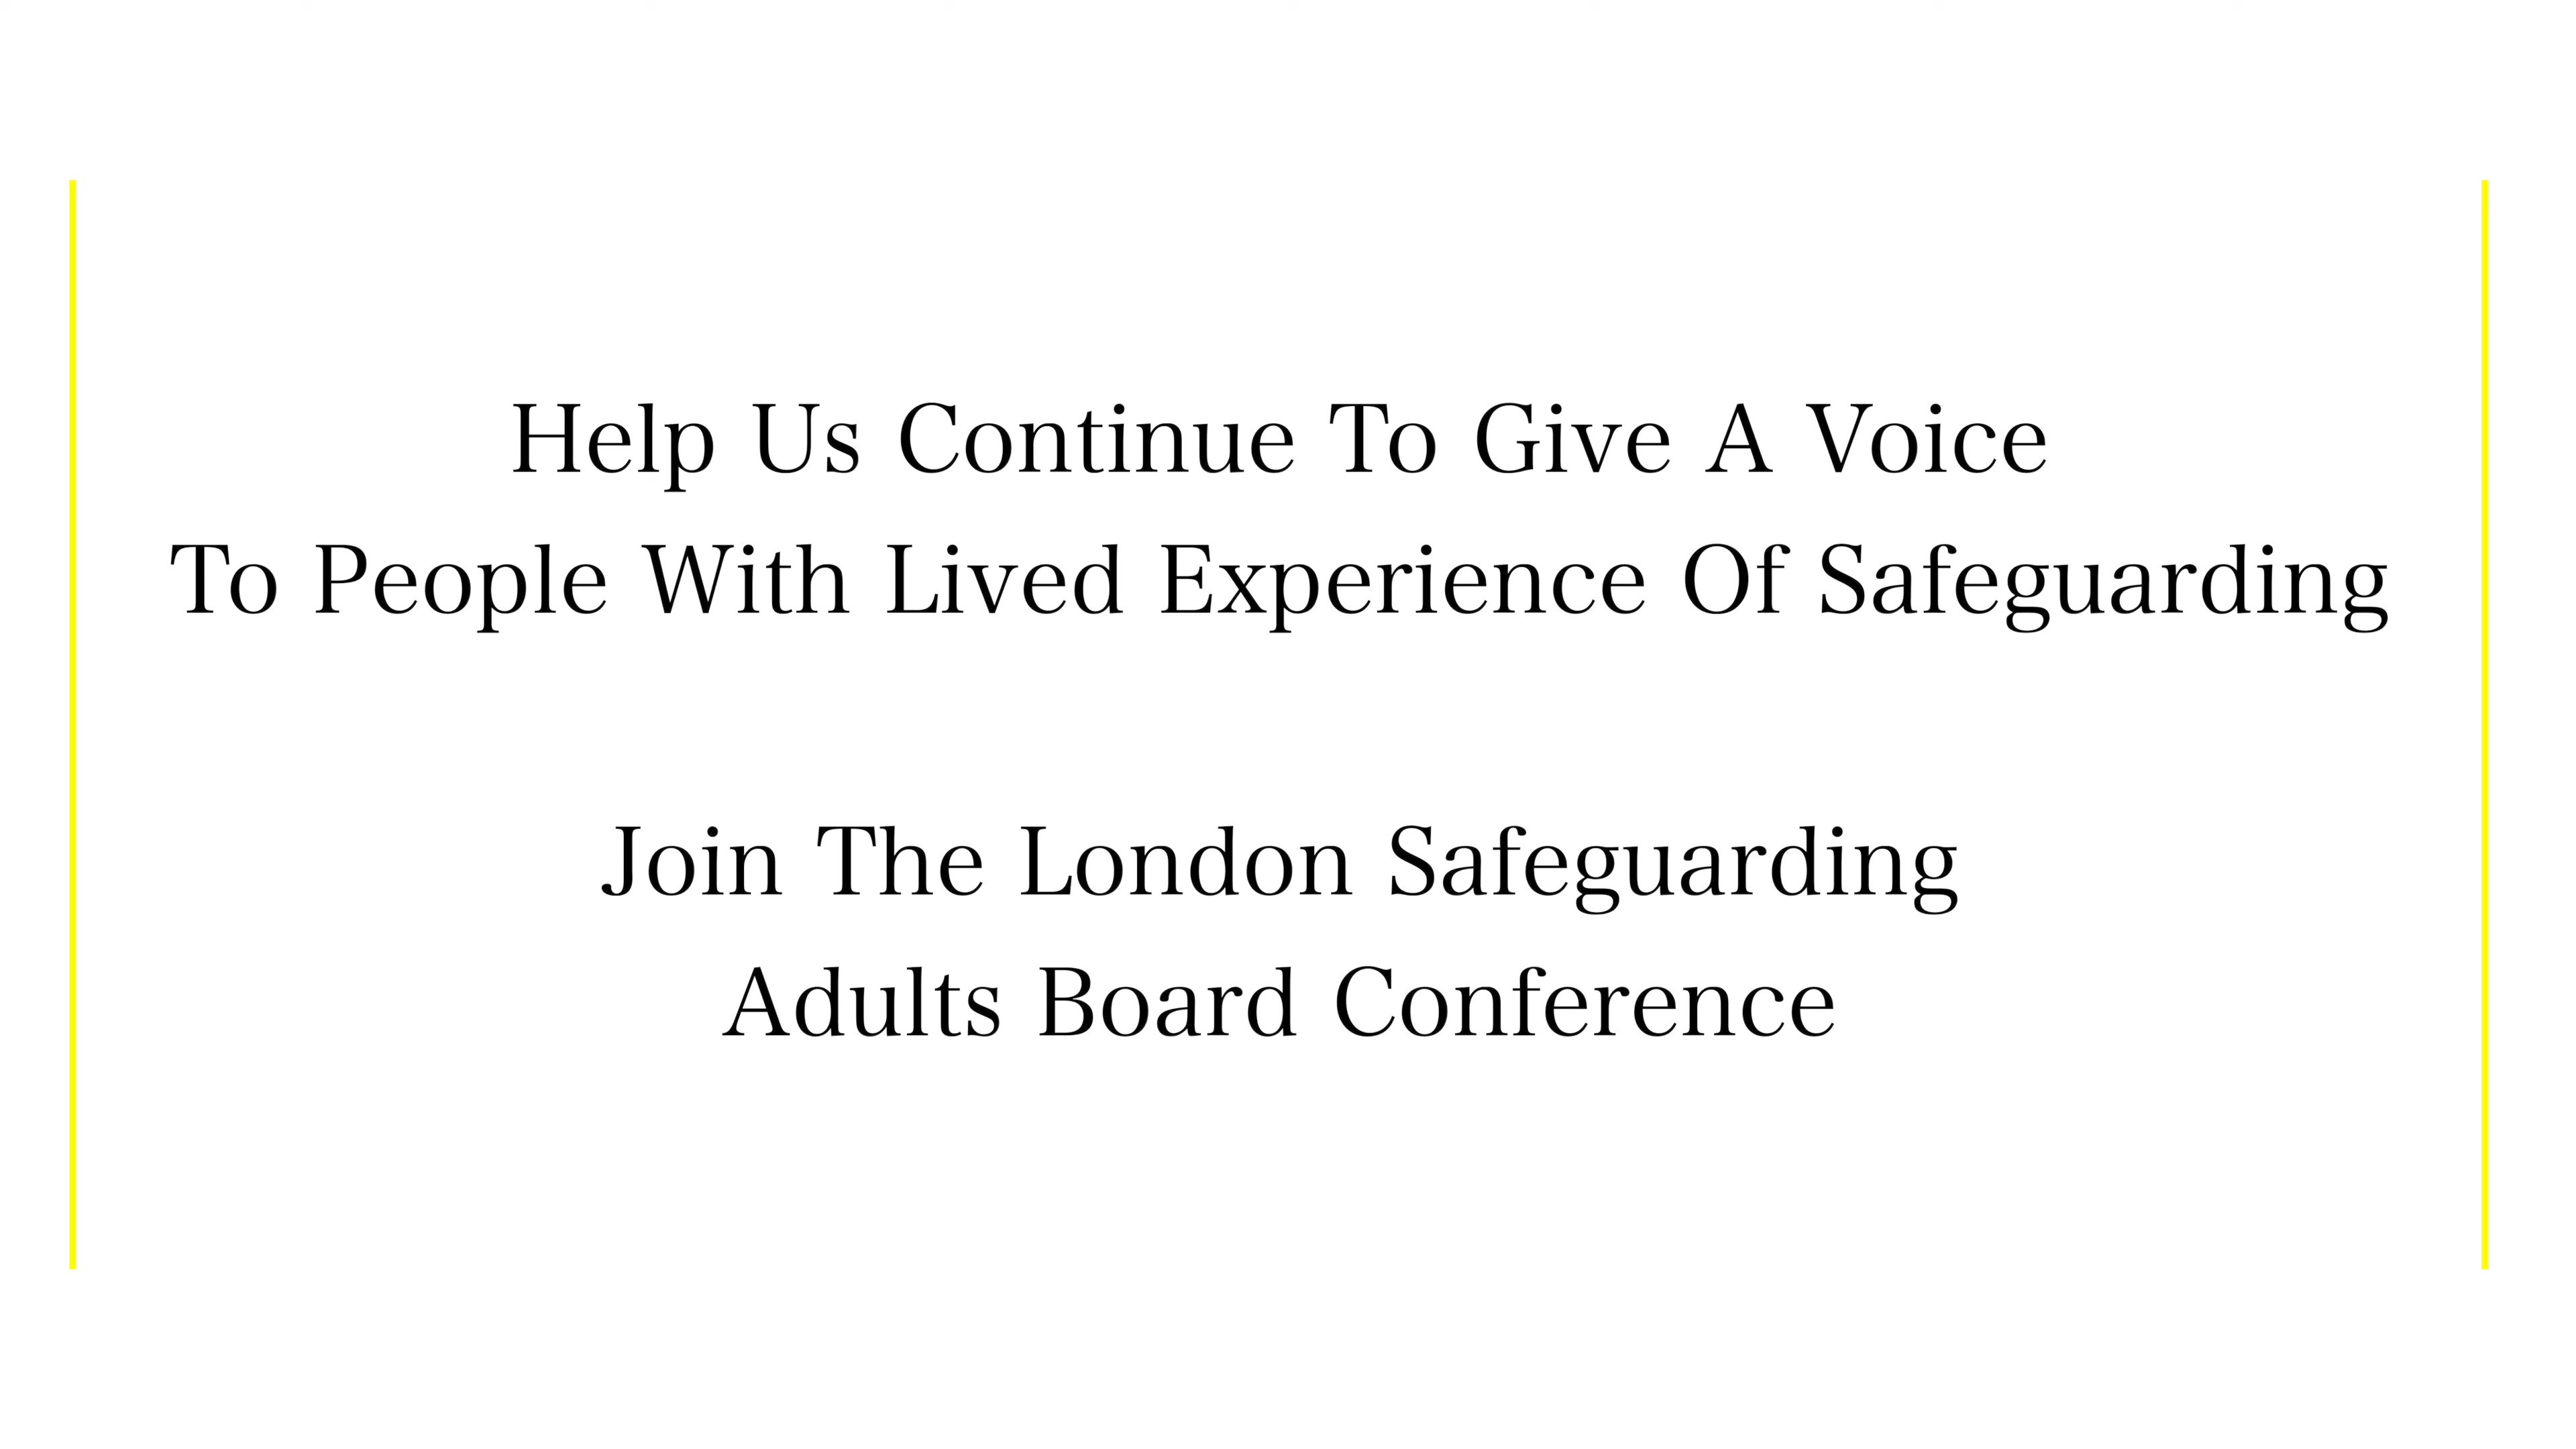 Help Us Continue To Give A Voice
To People With Lived Experience Of Safeguarding
Join The London Safeguarding
Adults Board Conference